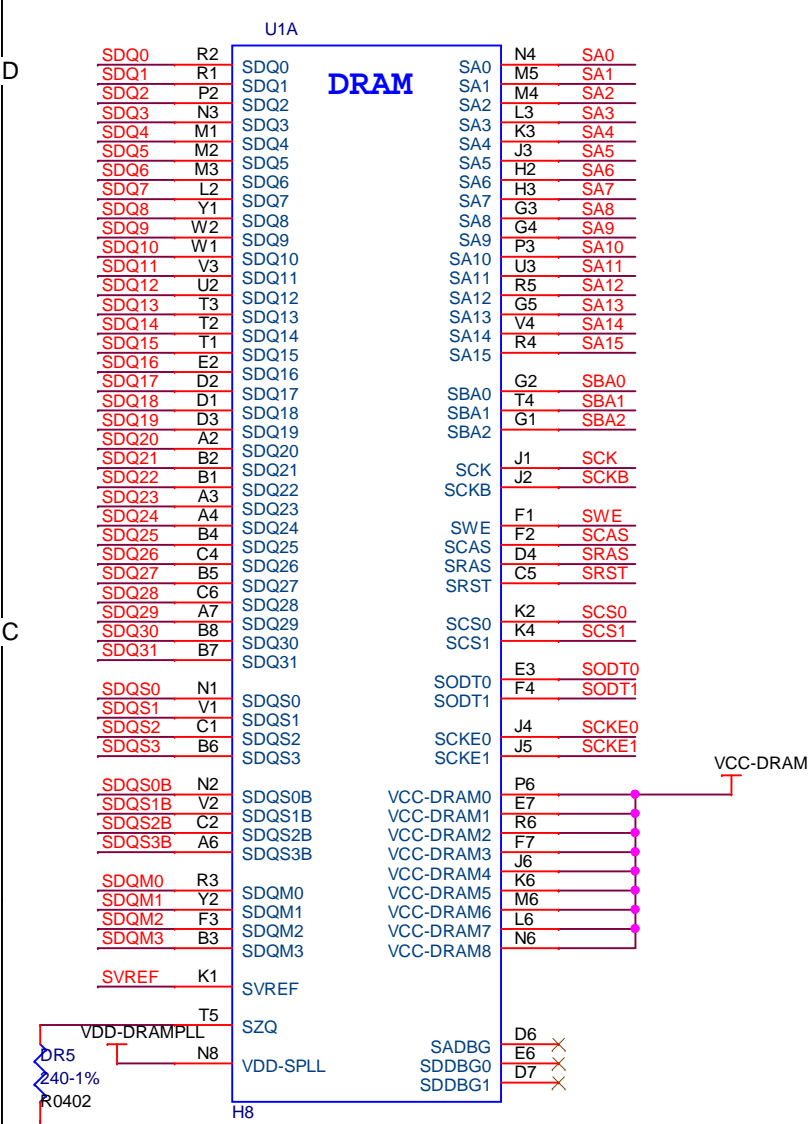 U1A
DRAM
D
C
SDQ0 R2 SDQ0 SA0 N4 SA0
SDQ1 R1 SDQ1 SA1 M5 SA1
SDQ2 P2 SDQ2 SA2 M4 SA2
SDQ3 N3 SDQ3 SA3 L3 SA3
SDQ4 M1 SDQ4 SA4 K3 SA4
SDQ5 M2 SDQ5 SA5 J3 SA5
SDQ6 M3 SDQ6 SA6 H2 SA6
SDQ7 L2 SDQ7 SA7 H3 SA7
SDQ8 Y1 SDQ8 SA8 G3 SA8
SDQ9 W2 SDQ9 SA9 G4 SA9
SDQ10 W1 SDQ10 SA10 P3 SA10
SDQ11 V3 SDQ11 SA11 U3 SA11
SDQ12 U2 SDQ12 SA12 R5 SA12
SDQ13 T3 SDQ13 SA13 G5 SA13
SDQ14 T2 SDQ14 SA14 V4 SA14
SDQ15 T1 SDQ15 SA15 R4 SA15
SDQ16 E2 SDQ16
SDQ17 D2 SDQ17 SBA0 G2 SBA0
SDQ18 D1 SDQ18 SBA1 T4 SBA1
SDQ19 D3 SDQ19 SBA2 G1 SBA2
SDQ20 A2 SDQ20
SDQ21 B2 SDQ21 SCK J1 SCK
SDQ22 B1 SDQ22 SCKB J2 SCKB
SDQ23 A3 SDQ23
SDQ24 A4 SDQ24 SWE F1 SWE
SDQ25 B4 SDQ25 SCAS F2 SCAS
SDQ26 C4 SDQ26 SRAS D4 SRAS
SDQ27 B5 SDQ27 SRST C5 SRST
SDQ28 C6 SDQ28
SDQ29 A7 SDQ29 SCS0 K2 SCS0
SDQ30 B8 SDQ30 SCS1 K4 SCS1
SDQ31 B7 SDQ31
SODT0 E3 SODT0
SDQS0 N1 SDQS0 SODT1 F4 SODT1
SDQS1 V1 SDQS1
SDQS2 C1 SDQS2 SCKE0 J4 SCKE0
SDQS3 B6 SDQS3 SCKE1 J5 SCKE1
VCC-DRAM
SDQS0B N2 SDQS0B VCC-DRAM0 P6
SDQS1B V2 SDQS1B VCC-DRAM1 E7
SDQS2B C2 SDQS2B VCC-DRAM2 R6
SDQS3B A6 SDQS3B VCC-DRAM3 F7
VCC-DRAM4 J6
SDQM0 R3 SDQM0 VCC-DRAM5 K6
SDQM1 Y2 SDQM1 VCC-DRAM6 M6
SDQM2 F3 SDQM2 VCC-DRAM7 L6
SDQM3 B3 SDQM3 VCC-DRAM8 N6
SVREF K1 SVREF
T5 SZQ
VDD-DRAMPLL
SADBG D6
N8 VDD-SPLL SDDBG0 E6
SDDBG1 D7
DR5
240-1%
R0402
H8